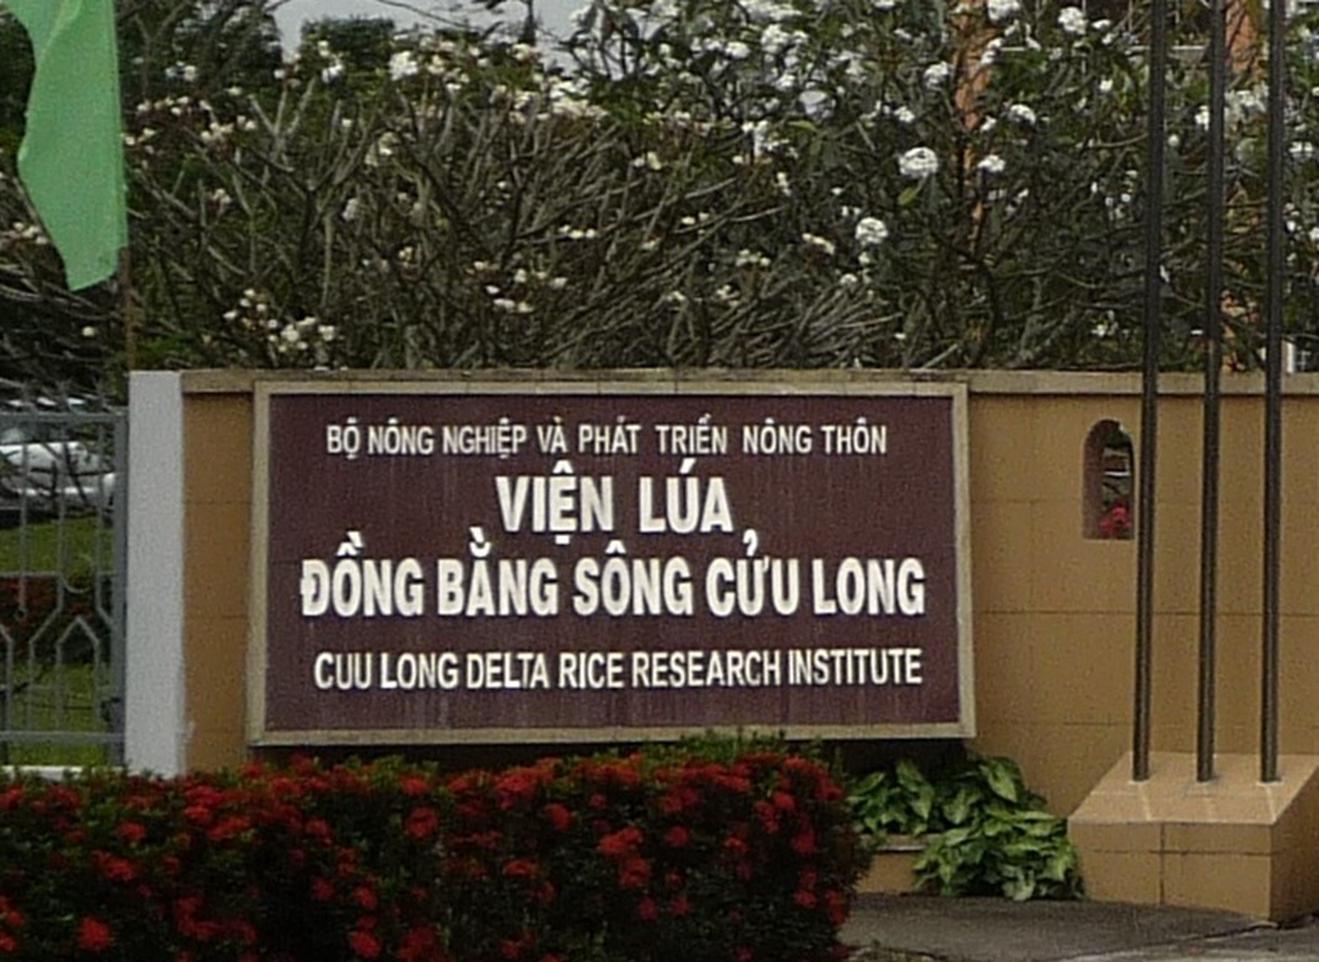 BỘ NÔNG NGHIỆP VÀ PHÁT TRIỂN NÔNG THÔN
VIỆN LÚA
ĐỒNG BẰNG SÔNG CỬU LONG
CUU LONG DELTA RICE RESEARCH INSTITUTE